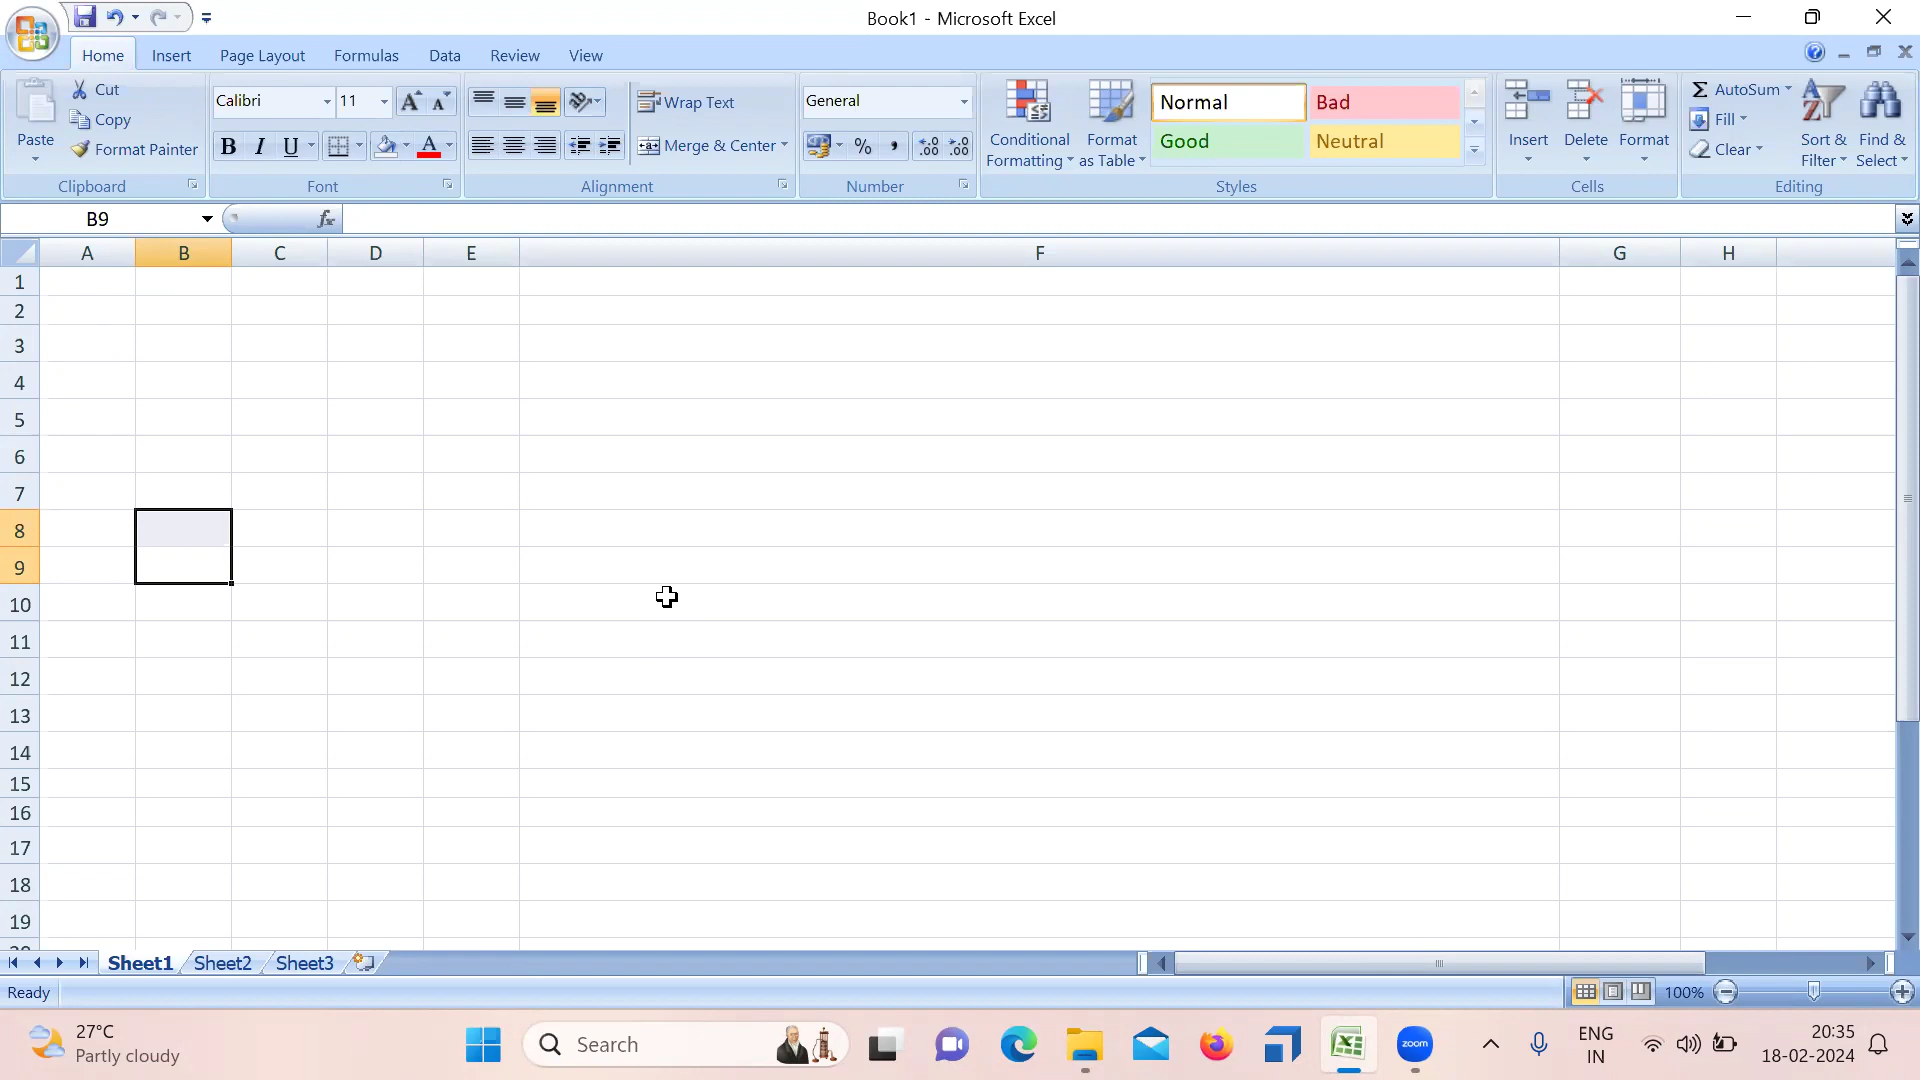 Book1 - Microsoft Excel
Home Insert Page Layout Formulas Data Review View
Paste
Cut
Copy
Format Painter
Clipboard
Calibri 11
B I U
Font
Wrap Text
Merge & Center
Alignment
General
Number
Conditional Formatting
Format as Table
Normal Bad
Good Neutral
Styles
Insert Delete Format
Cells
AutoSum
Fill
Clear
Sort & Filter
Find & Select
Editing
B9
fx
A B C D E F G H
1
2
3
4
5
6
7
8
9
10
11
12
13
14
15
16
17
18
19
Sheet1 Sheet2 Sheet3
Ready
100%
27°C
Partly cloudy
Search
zoom
ENG
IN
20:35
18-02-2024